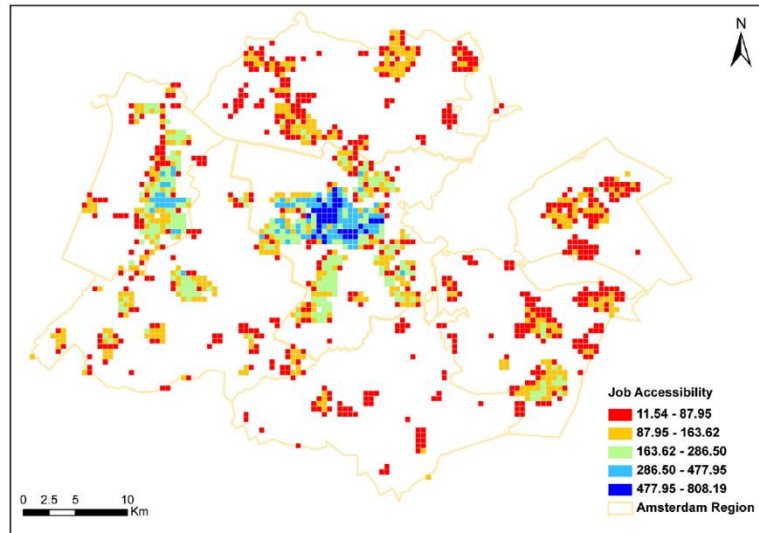 N
Job Accessibility
11.54 - 87.95
87.95 - 163.62
163.62 - 286.50
286.50 - 477.95
477.95 - 808.19
Amsterdam Region
0 2.5 5 10
Km